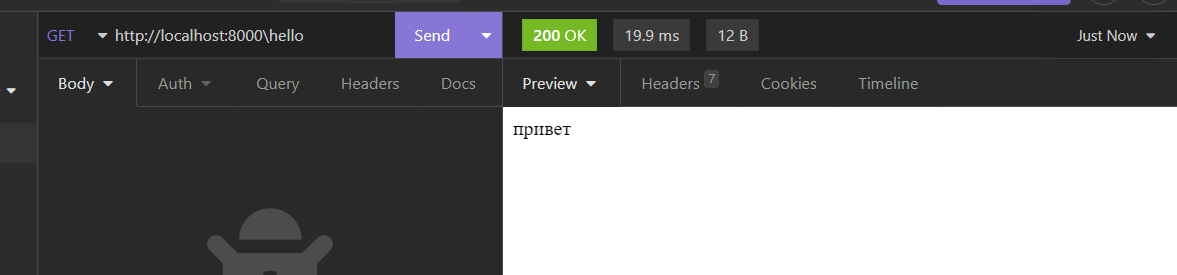 GET http://localhost:8000\hello Send 200 OK 19.9 ms 12 B Just Now
Body Auth Query Headers Docs Preview Headers 7 Cookies Timeline
привет